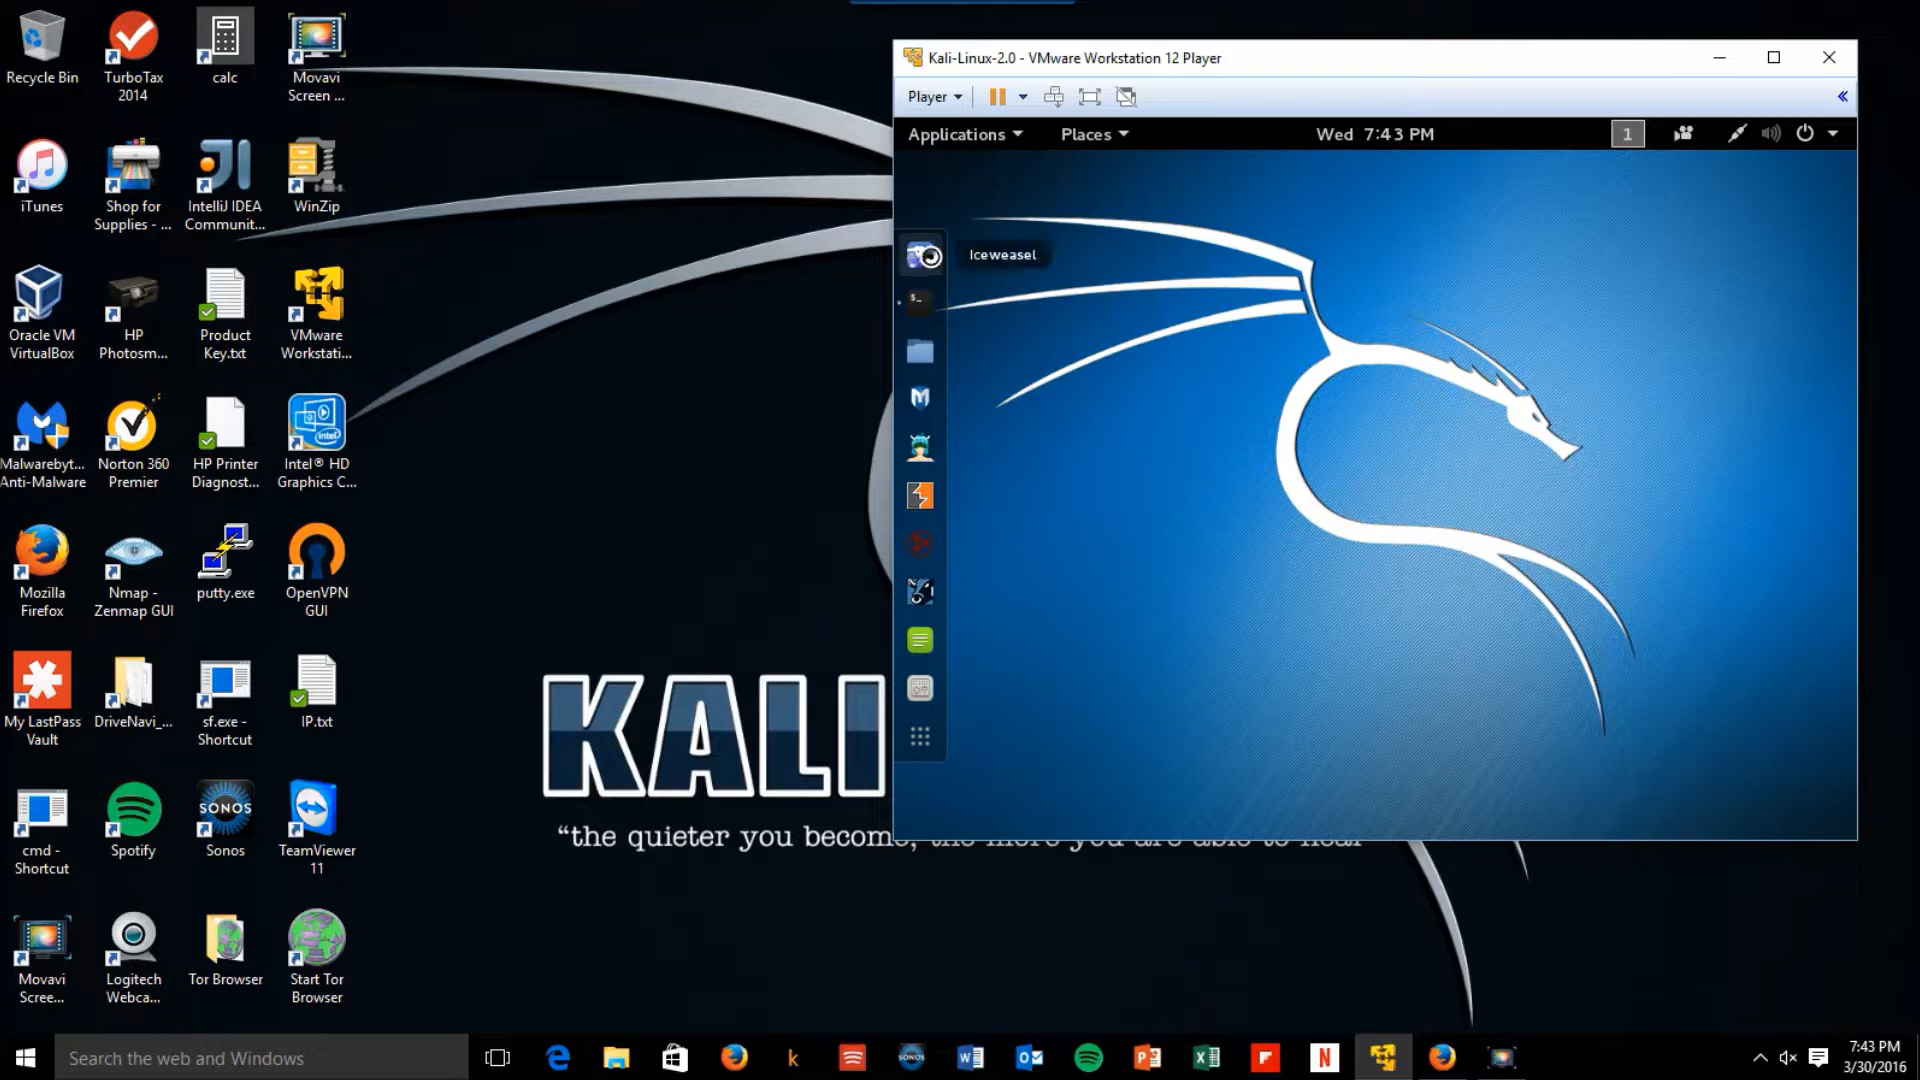 Recycle Bin
TurboTax
2014
calc
Movavi
Screen ...
iTunes
Shop for
Supplies - ...
IntelliJ IDEA
Communit...
WinZip
Oracle VM
VirtualBox
HP
Photosm...
Product
Key.txt
VMware
Workstati...
Malwarebyt...
Anti-Malware
Norton 360
Premier
HP Printer
Diagnost...
intel
Intel® HD
Graphics C...
Mozilla
Firefox
Nmap -
Zenmap GUI
putty.exe
OpenVPN
GUI
My LastPass
Vault
DriveNavi_...
sf.exe -
Shortcut
IP.txt
cmd -
Shortcut
Spotify
SONOS
Sonos
TeamViewer
11
Movavi
Scree...
Logitech
Webca...
Tor Browser
Start Tor
Browser
KALI
“the quieter you become, the more you are able to hear
Kali-Linux-2.0 - VMware Workstation 12 Player
Player
«
Applications
Places
Wed 7:43 PM
1
Iceweasel
$_
Search the web and Windows
k
SONOS
N
7:43 PM
3/30/2016